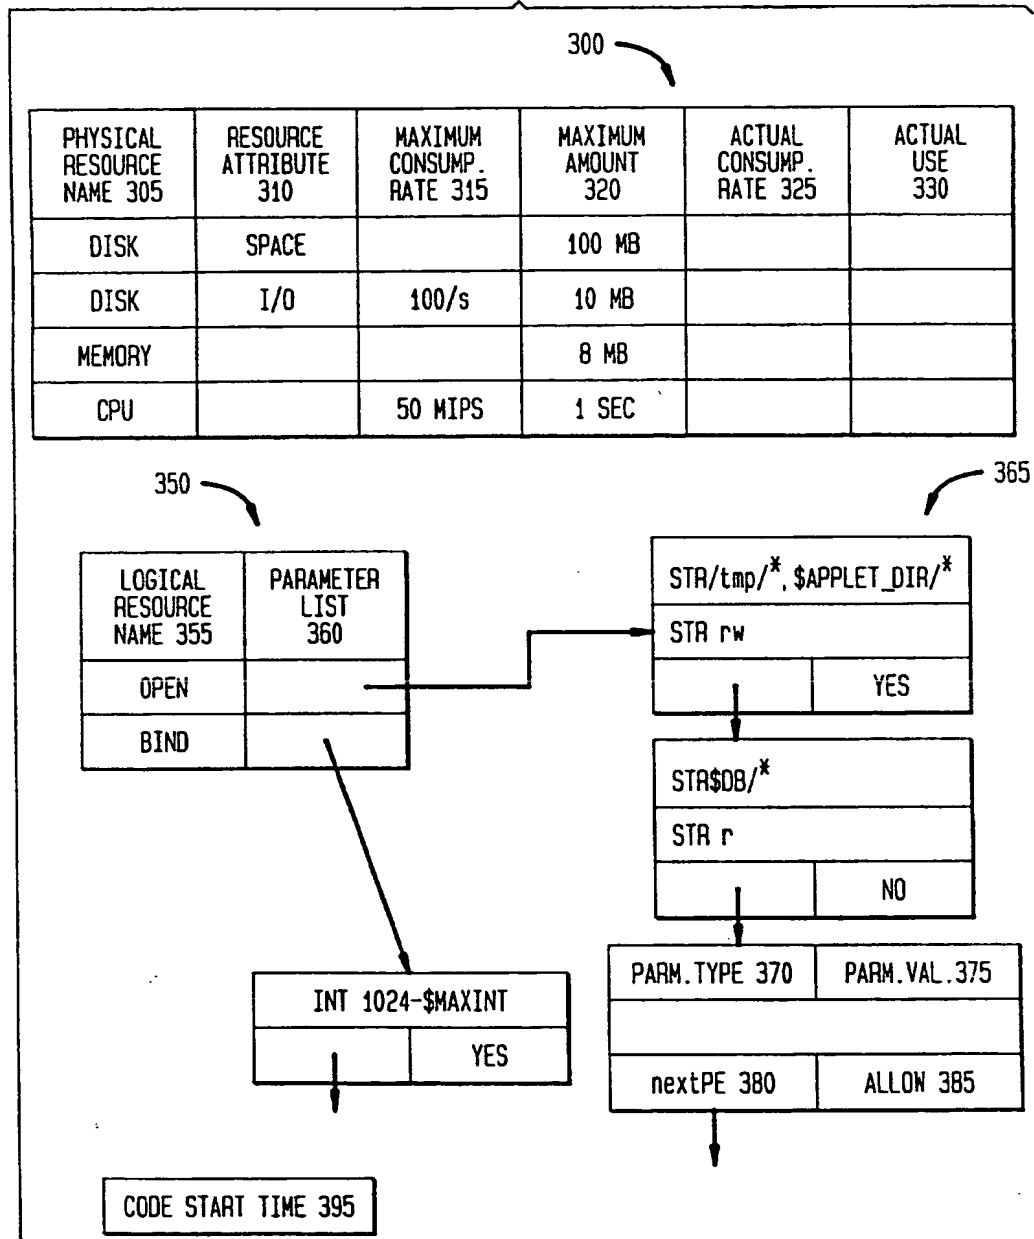 300
PHYSICAL RESOURCE NAME 305
RESOURCE ATTRIBUTE 310
MAXIMUM CONSUMP. RATE 315
MAXIMUM AMOUNT 320
ACTUAL CONSUMP. RATE 325
ACTUAL USE 330
DISK SPACE 100 MB
DISK I/O 100/s 10 MB
MEMORY 8 MB
CPU 50 MIPS 1 SEC
350
365
LOGICAL RESOURCE NAME 355
PARAMETER LIST 360
OPEN
BIND
STR/tmp/*, $APPLET_DIR/*
STR rw
YES
STR$DB/*
STR r
NO
PARM.TYPE 370 PARM.VAL.375
nextPE 380 ALLOW 385
INT 1024-$MAXINT
YES
CODE START TIME 395